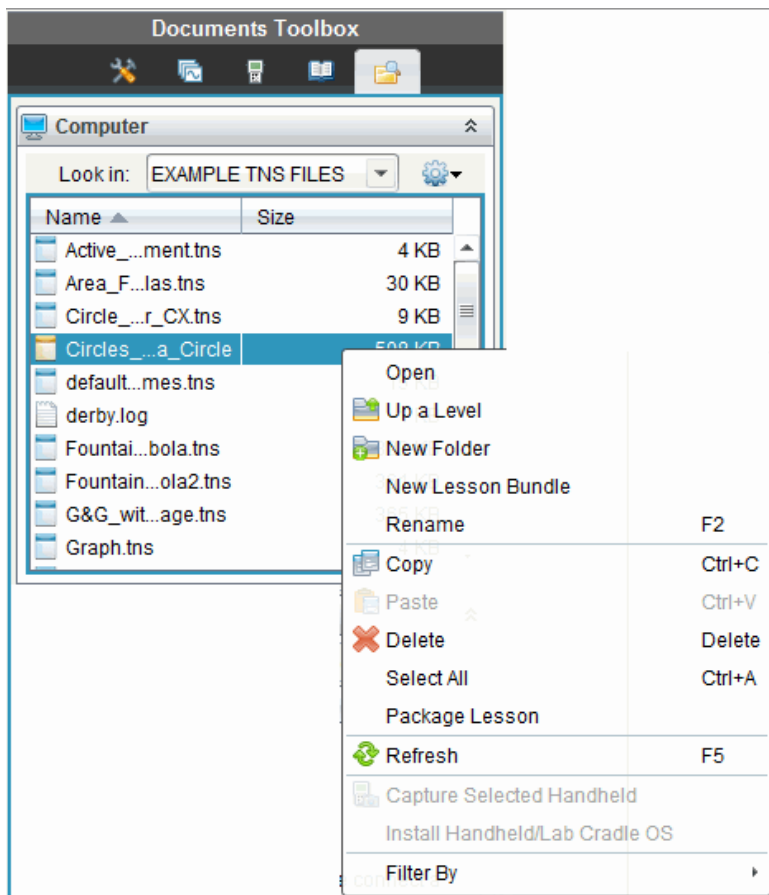 Documents Toolbox
Computer
Look in: EXAMPLE TNS FILES
Name Size
Active_...ment.tns 4 KB
Area_F...las.tns 30 KB
Circle_...r_CX.tns 9 KB
Circles_...a_Circle 508 KB
default...mes.tns
derby.log
Fountai...bola.tns
Fountain...ola2.tns
G&G_wit...age.tns
Graph.tns
Open
Up a Level
New Folder
New Lesson Bundle
Rename F2
Copy Ctrl+C
Paste Ctrl+V
Delete Delete
Select All Ctrl+A
Package Lesson
Refresh F5
Capture Selected Handheld
Install Handheld/Lab Cradle OS
Filter By